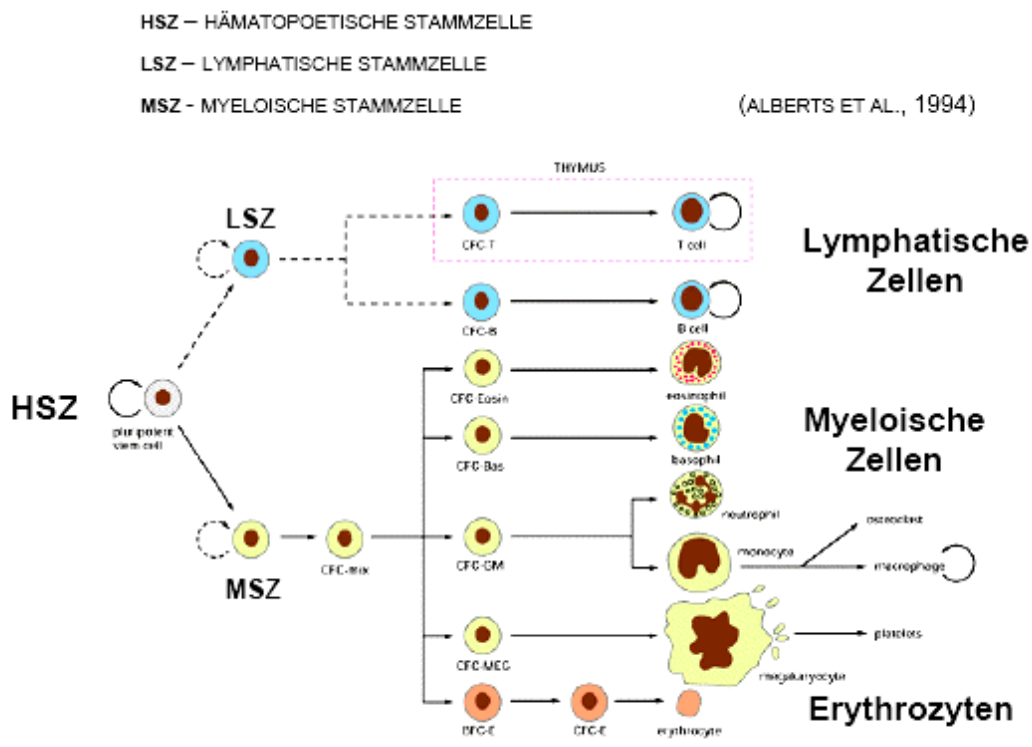 HSZ – HÄMATOPOETISCHE STAMMZELLE
LSZ – LYMPHATISCHE STAMMZELLE
MSZ - MYELOISCHE STAMMZELLE
(ALBERTS ET AL., 1994)
THYMUS
LSZ
CFC-T
T cell
Lymphatische
Zellen
CFC-B
B cell
HSZ
pluripotent
stem cell
CFC-Eosin
eosinophil
Myeloische
Zellen
CFC-Bas
basophil
neutrophil
MSZ
CFC-mix
CFC-GM
monocyte
osteoclast
macrophage
CFC-MEG
megakaryocyte
platelets
BFC-E
CFC-E
erythrocyte
Erythrozyten